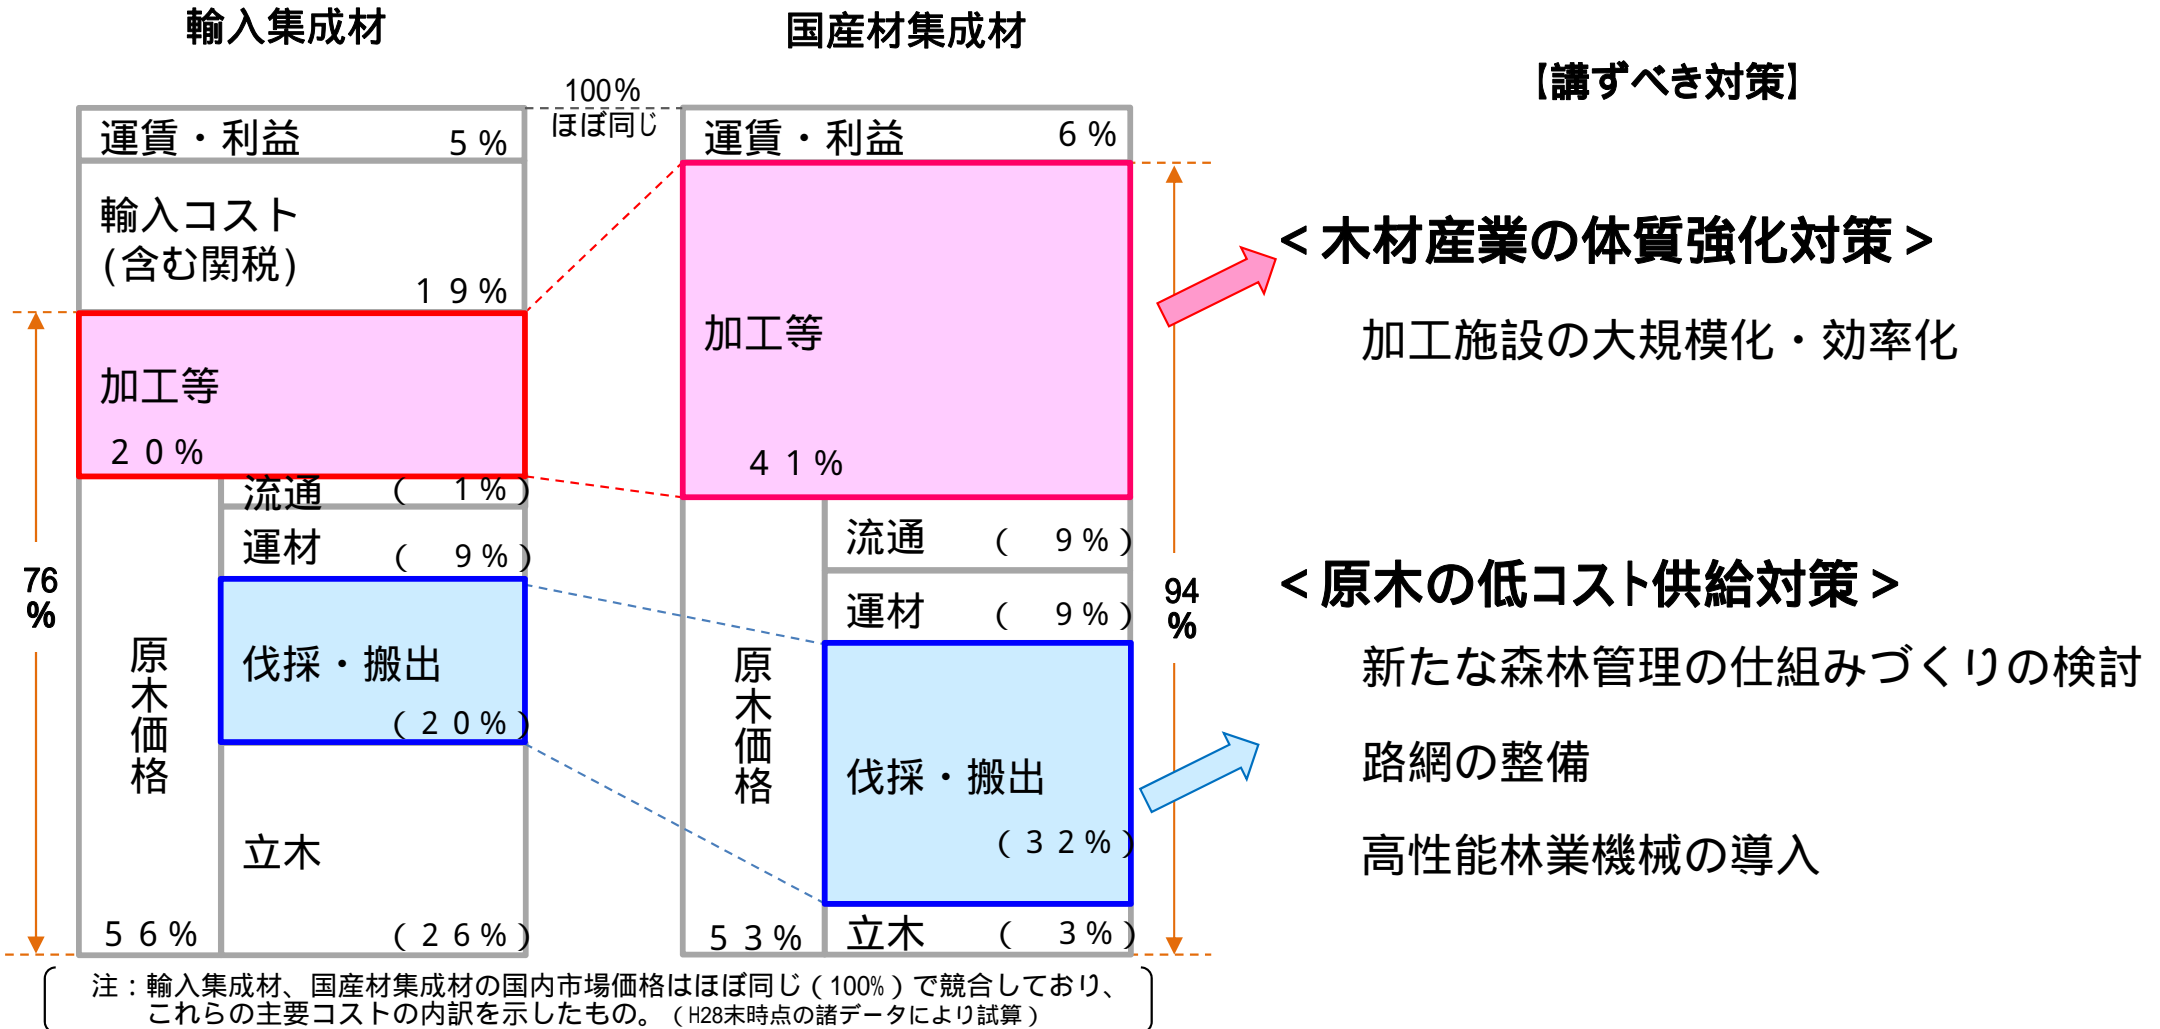 輸入集成材
国産材集成材
【講ずべき対策】
100%
ほぼ同じ
運賃・利益 5%
輸入コスト
(含む関税)
19%
加工等
20%
流通 ( 1%)
運材 ( 9%)
伐採・搬出
(20%)
立木
(26%)
原木価格
56%
76
%
運賃・利益 6%
加工等
41%
流通 ( 9%)
運材 ( 9%)
伐採・搬出
(32%)
立木 ( 3%)
原木価格
53%
94
%
<木材産業の体質強化対策>
加工施設の大規模化・効率化
<原木の低コスト供給対策>
新たな森林管理の仕組みづくりの検討
路網の整備
高性能林業機械の導入
注:輸入集成材、国産材集成材の国内市場価格はほぼ同じ(100%)で競合しており、
これらの主要コストの内訳を示したもの。(H28末時点の諸データにより試算)